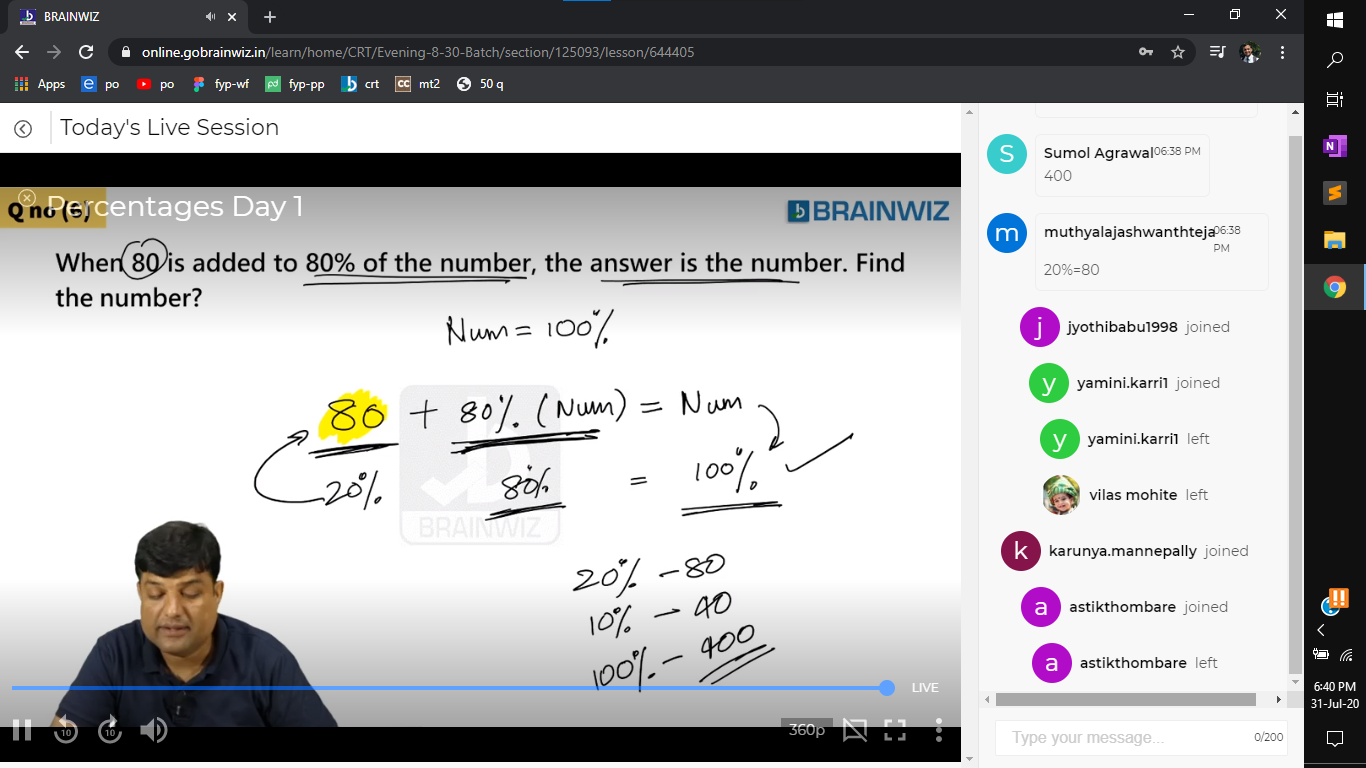 BRAINWIZ
online.gobrainwiz.in/learn/home/CRT/Evening-8-30-Batch/section/125093/lesson/644405
Apps po po fyp-wf fyp-pp crt mt2 50 q
Today's Live Session
Q no (6) Percentages Day 1
BRAINWIZ
When 80 is added to 80% of the number, the answer is the number. Find
the number?
Num = 100%
80 + 80% (Num) = Num
20% 80% = 100%
BRAINWIZ
20% - 80
10% - 40
100% - 400
LIVE
10 10
360p
S Sumol Agrawal 06:38 PM
400
m muthyalajashwanthteja 06:38
PM
20%=80
j jyothibabu1998 joined
y yamini.karri1 joined
y yamini.karri1 left
vilas mohite left
k karunya.mannepally joined
a astikthombare joined
a astikthombare left
Type your message... 0/200
6:40 PM
31-Jul-20